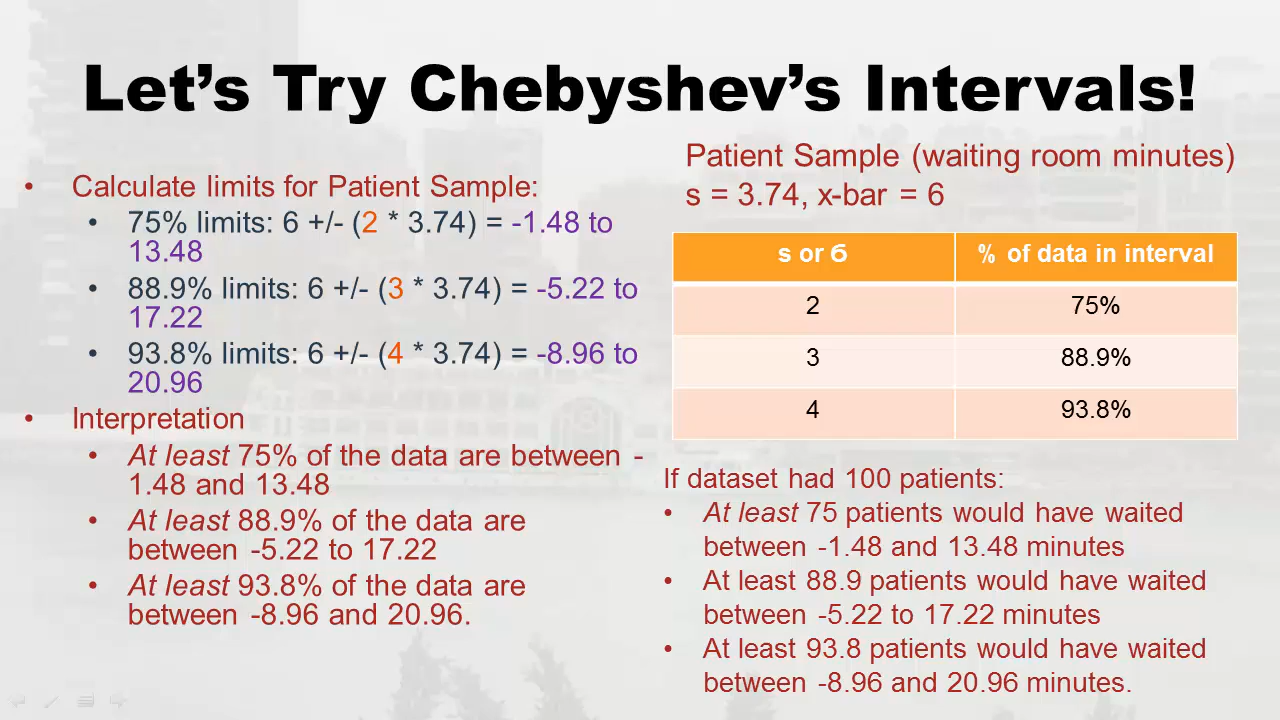 Let’s Try Chebyshev’s Intervals!
• Calculate limits for Patient Sample:
• 75% limits: 6 +/- (2 * 3.74) = -1.48 to
13.48
• 88.9% limits: 6 +/- (3 * 3.74) = -5.22 to
17.22
• 93.8% limits: 6 +/- (4 * 3.74) = -8.96 to
20.96
• Interpretation
• At least 75% of the data are between -
1.48 and 13.48
• At least 88.9% of the data are
between -5.22 to 17.22
• At least 93.8% of the data are
between -8.96 and 20.96.
Patient Sample (waiting room minutes)
s = 3.74, x-bar = 6
s or б % of data in interval
2 75%
3 88.9%
4 93.8%
If dataset had 100 patients:
• At least 75 patients would have waited
between -1.48 and 13.48 minutes
• At least 88.9 patients would have waited
between -5.22 to 17.22 minutes
• At least 93.8 patients would have waited
between -8.96 and 20.96 minutes.